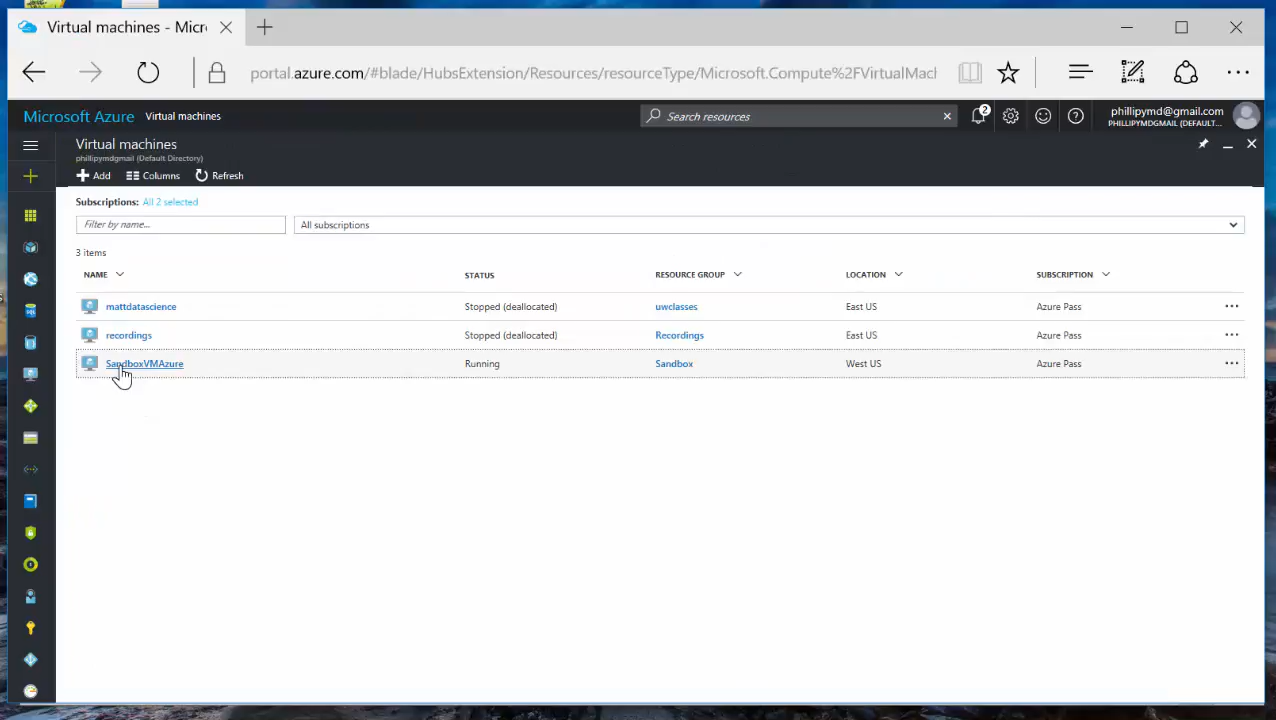 Virtual machines - Micr
portal.azure.com/#blade/HubsExtension/Resources/resourceType/Microsoft.Compute%2FVirtualMacl
Microsoft Azure Virtual machines
Search resources
2
phillipymd@gmail.com
PHILLIPYMDGMAIL (DEFAULT...
Virtual machines
phillipymdgmail (Default Directory)
Add Columns Refresh
Subscriptions: All 2 selected
Filter by name... All subscriptions
3 items
NAME STATUS RESOURCE GROUP LOCATION SUBSCRIPTION
mattdatascience Stopped (deallocated) uwclasses East US Azure Pass
recordings Stopped (deallocated) Recordings East US Azure Pass
SandboxVMAzure Running Sandbox West US Azure Pass